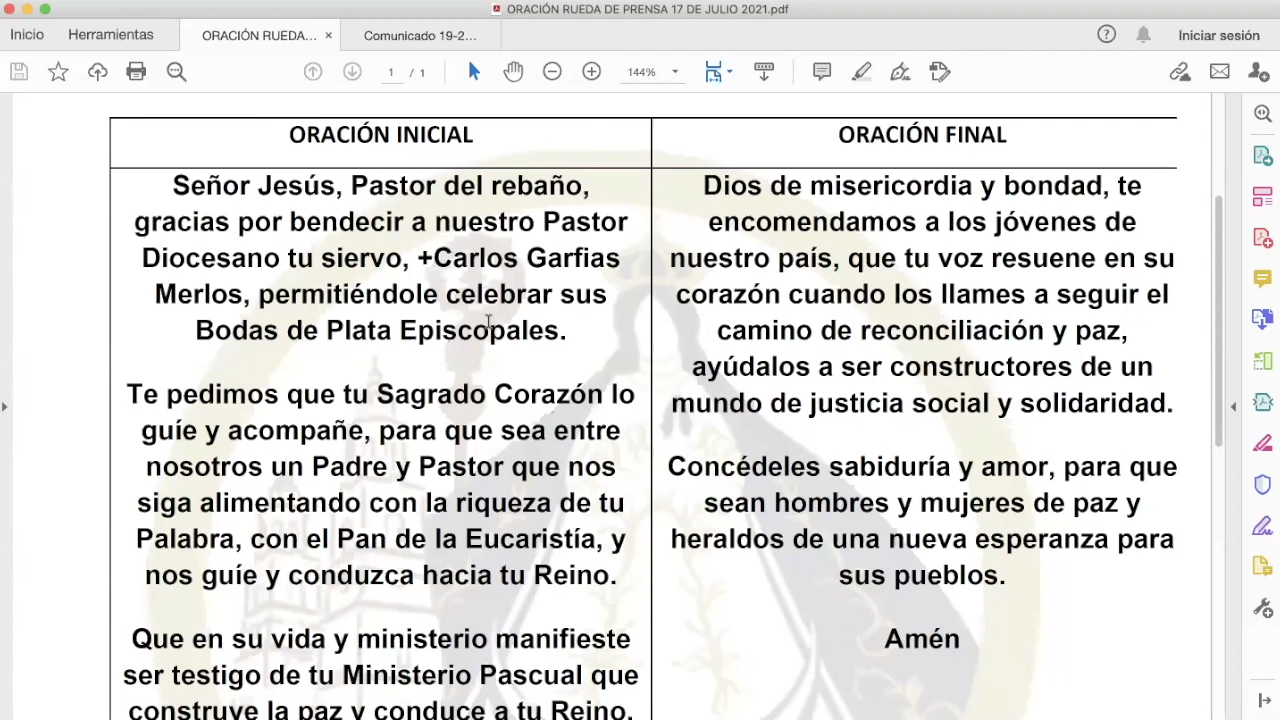 ORACIÓN RUEDA DE PRENSA 17 DE JULIO 2021.pdf
Inicio
Herramientas
ORACIÓN RUEDA... ×
Comunicado 19-2...
Iniciar sesión
1 / 1
144%
ORACIÓN INICIAL
Señor Jesús, Pastor del rebaño,
gracias por bendecir a nuestro Pastor
Diocesano tu siervo, +Carlos Garfias
Merlos, permitiéndole celebrar sus
Bodas de Plata Episcopales.
Te pedimos que tu Sagrado Corazón lo
guíe y acompañe, para que sea entre
nosotros un Padre y Pastor que nos
siga alimentando con la riqueza de tu
Palabra, con el Pan de la Eucaristía, y
nos guíe y conduzca hacia tu Reino.
Que en su vida y ministerio manifieste
ser testigo de tu Ministerio Pascual que
construye la paz y conduce a tu Reino.
ORACIÓN FINAL
Dios de misericordia y bondad, te
encomendamos a los jóvenes de
nuestro país, que tu voz resuene en su
corazón cuando los llames a seguir el
camino de reconciliación y paz,
ayúdalos a ser constructores de un
mundo de justicia social y solidaridad.
Concédeles sabiduría y amor, para que
sean hombres y mujeres de paz y
heraldos de una nueva esperanza para
sus pueblos.
Amén